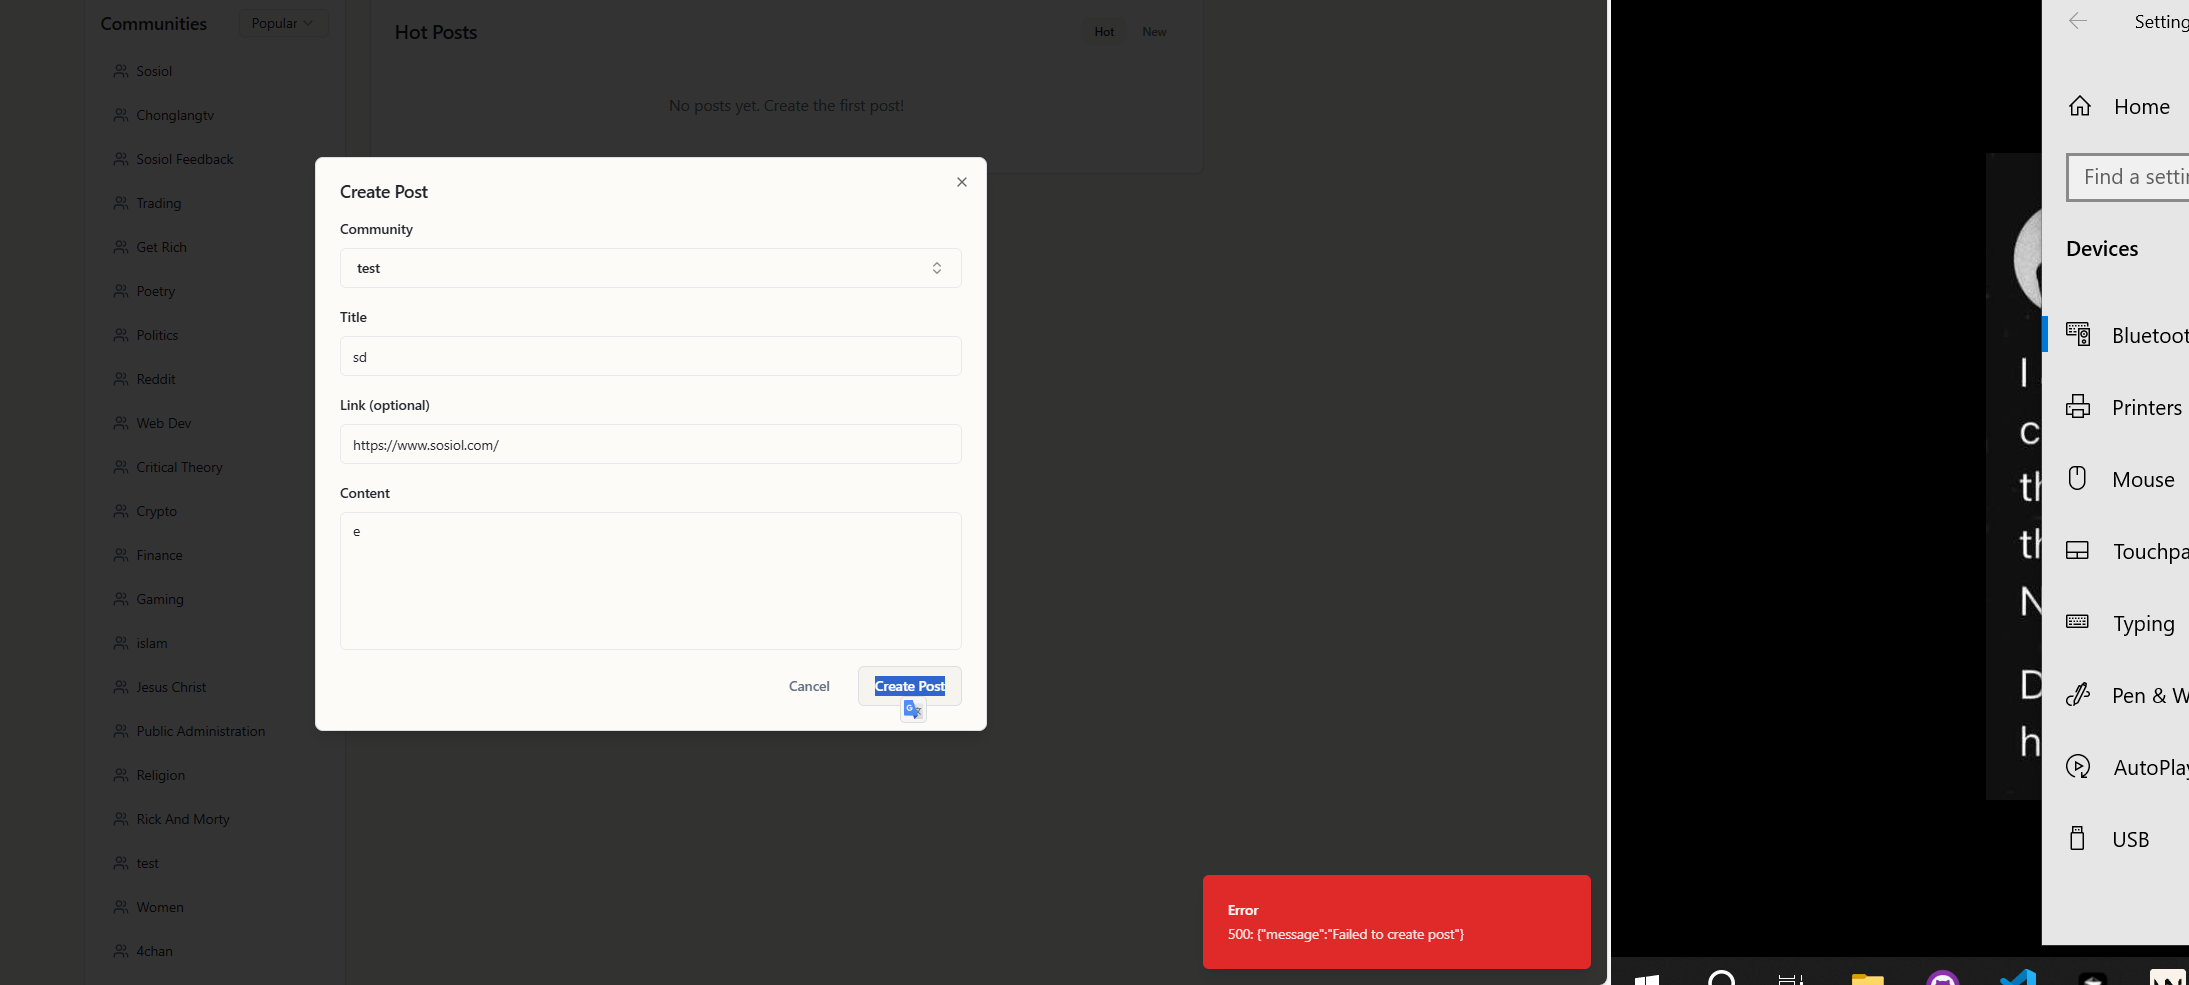 Communities
Popular
Sosiol
Chonglangtv
Sosiol Feedback
Trading
Get Rich
Poetry
Politics
Reddit
Web Dev
Critical Theory
Crypto
Finance
Gaming
islam
Jesus Christ
Public Administration
Religion
Rick And Morty
test
Women
4chan
Hot Posts
Hot
New
No posts yet. Create the first post!
Create Post
Community
test
Title
sd
Link (optional)
https://www.sosiol.com/
Content
e
Cancel
Create Post
Error
500: {"message":"Failed to create post"}
I
c
th
th
N
D
h
Setting
Home
Find a settin
Devices
Bluetoot
Printers
Mouse
Touchpa
Typing
Pen & W
AutoPlay
USB